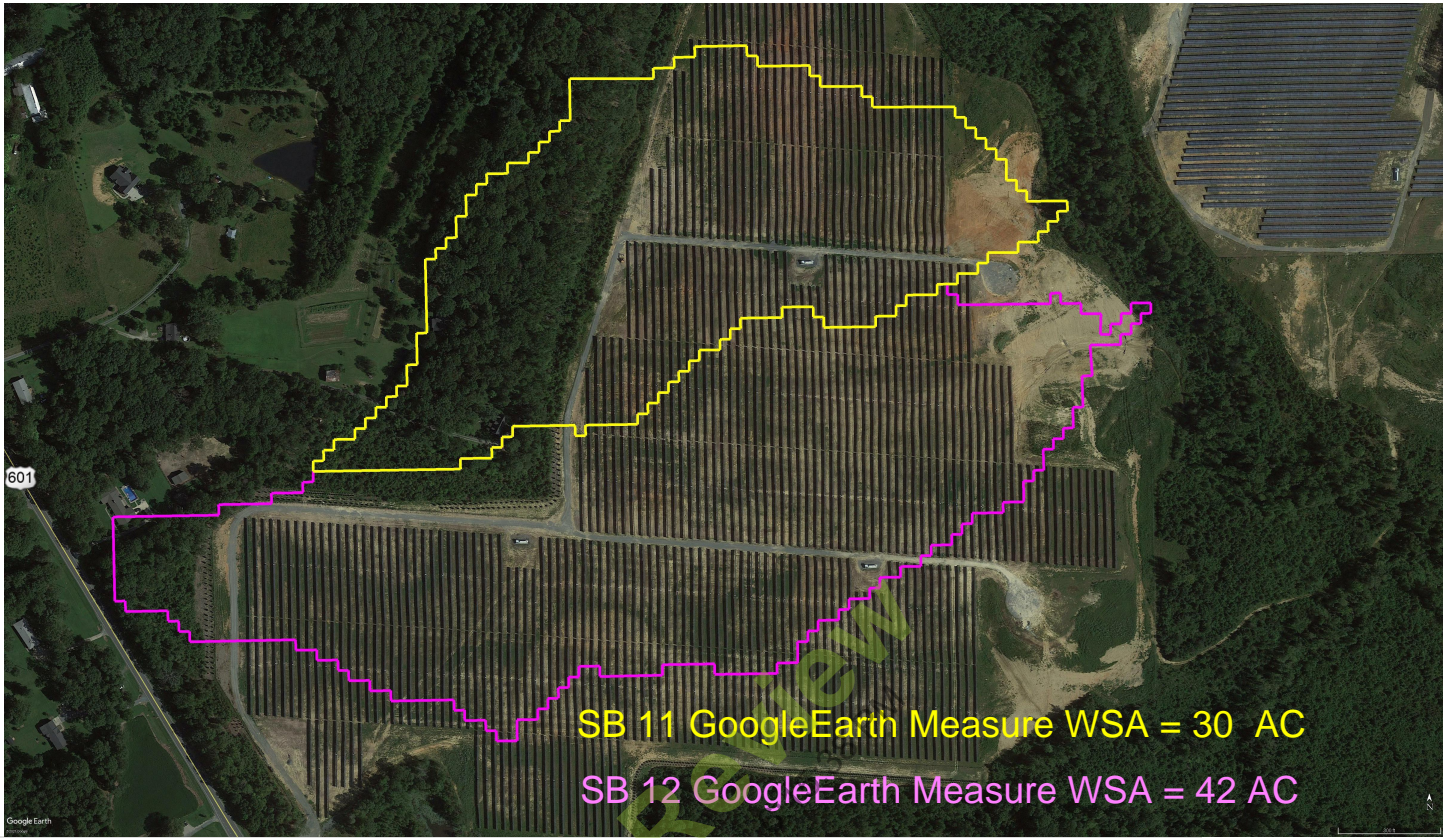 601
Review
SB 11 GoogleEarth Measure WSA = 30 AC
SB 12 GoogleEarth Measure WSA = 42 AC
Google Earth
N